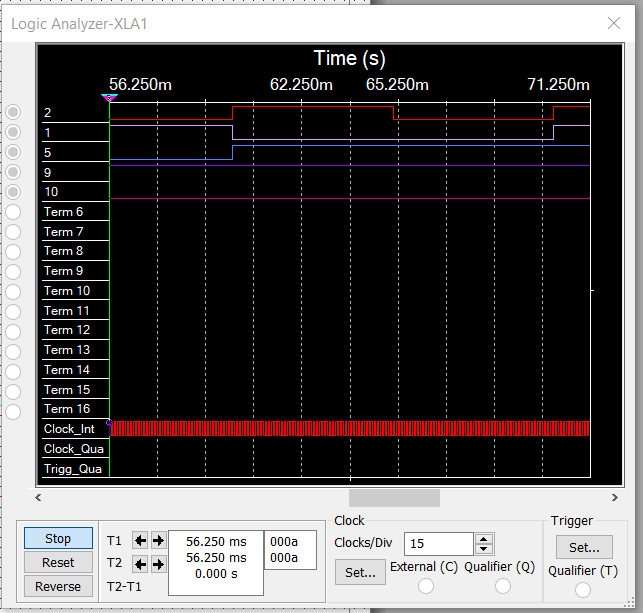 Logic Analyzer-XLA1
Time (s)
56.250m 62.250m 65.250m 71.250m
2
1
5
9
10
Term 6
Term 7
Term 8
Term 9
Term 10
Term 11
Term 12
Term 13
Term 14
Term 15
Term 16
Clock_Int
Clock_Qua
Trigg_Qua
Stop
Reset
Reverse
T1
T2
T2-T1
56.250 ms
56.250 ms
0.000 s
000a
000a
Clock
Clocks/Div 15
Set...
External (C) Qualifier (Q)
Trigger
Set...
Qualifier (T)